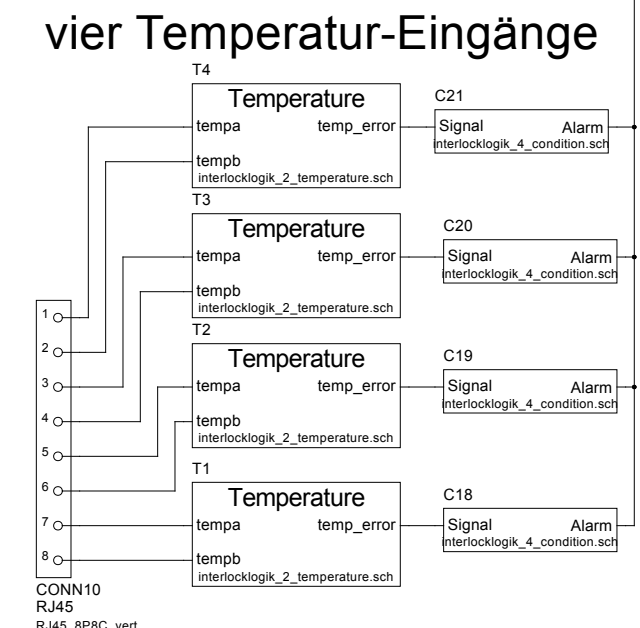 vier Temperatur-Eingänge
T4
Temperature
tempa temp_error
tempb
interlocklogik_2_temperature.sch
C21
Signal Alarm
interlocklogik_4_condition.sch
T3
Temperature
tempa temp_error
tempb
interlocklogik_2_temperature.sch
C20
Signal Alarm
interlocklogik_4_condition.sch
T2
Temperature
tempa temp_error
tempb
interlocklogik_2_temperature.sch
C19
Signal Alarm
interlocklogik_4_condition.sch
T1
Temperature
tempa temp_error
tempb
interlocklogik_2_temperature.sch
C18
Signal Alarm
interlocklogik_4_condition.sch
1
2
3
4
5
6
7
8
CONN10
RJ45
RJ45_8P8C_vert